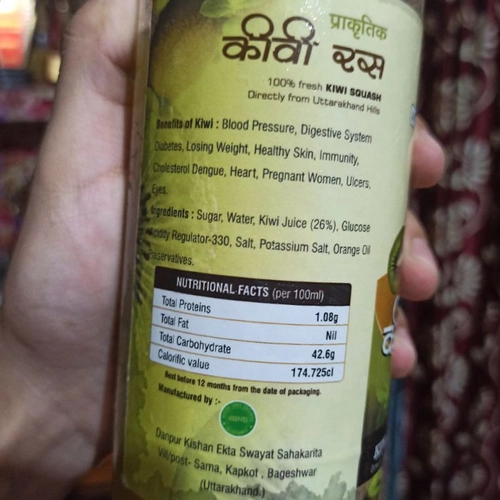 प्राकृतिक
कीवी रस
100% fresh KIWI SQUASH
Directly from Uttarakhand Hills
Benefits of Kiwi : Blood Pressure, Digestive System
Diabetes, Losing Weight, Healthy Skin, Immunity,
Cholesterol Dengue, Heart, Pregnant Women, Ulcers,
Eyes.
Ingredients : Sugar, Water, Kiwi Juice (26%), Glucose
Acidity Regulator-330, Salt, Potassium Salt, Orange Oil
NUTRITIONAL FACTS (per 100ml)
Total Proteins 1.08g
Total Fat Nil
Total Carbohydrate 42.6g
Calorific value 174.725cl
Best before 12 months from the date of packaging.
Manufactured by :-
Danpur Kishan Ekta Swayat Sahakarita
Vill/post- Sama, Kapkot , Bageshwar
(Uttarakhand.)